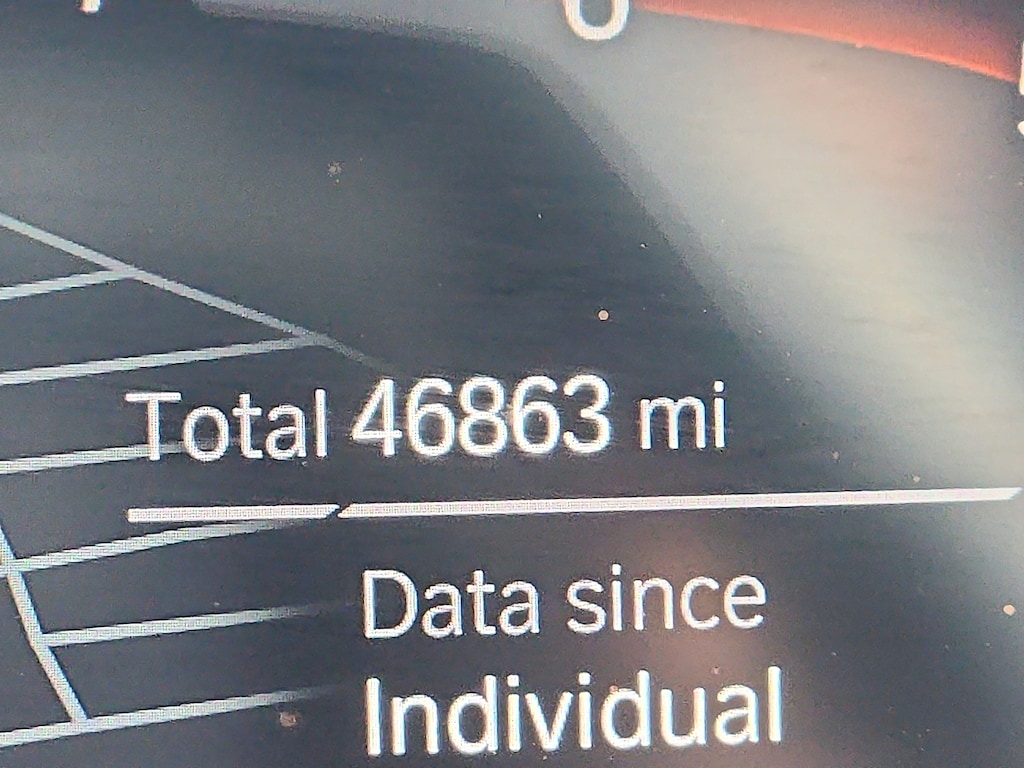 Total 46863 mi
Data since
Individual